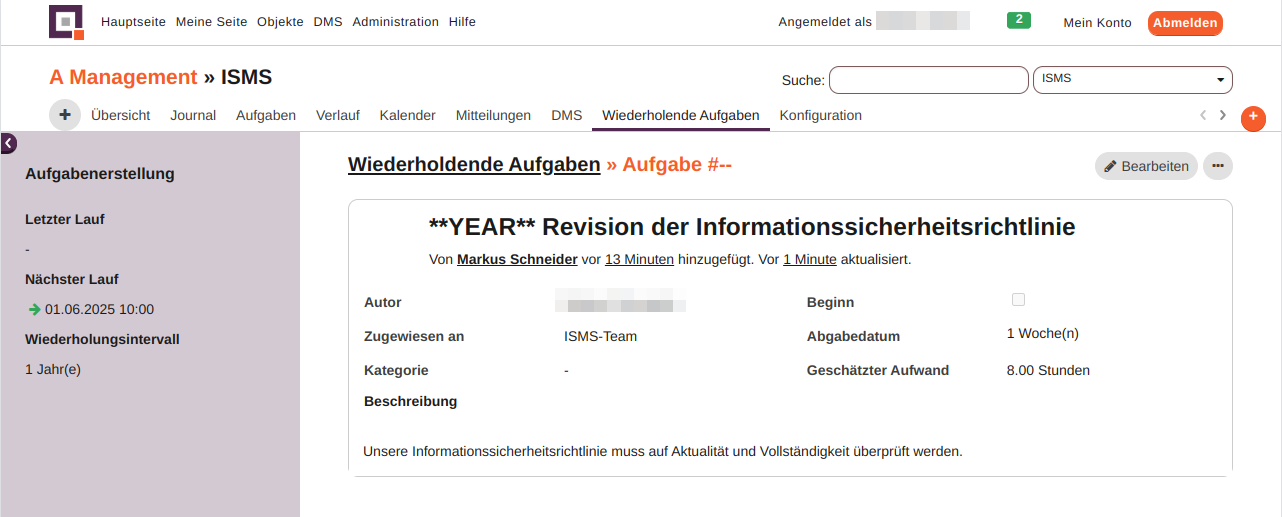 Hauptseite Meine Seite Objekte DMS Administration Hilfe
Angemeldet als
2
Mein Konto
Abmelden
A Management » ISMS
Suche:
ISMS
+ Übersicht Journal Aufgaben Verlauf Kalender Mitteilungen DMS Wiederholende Aufgaben Konfiguration
+
Aufgabenerstellung
Letzter Lauf
-
Nächster Lauf
01.06.2025 10:00
Wiederholungsintervall
1 Jahr(e)
Wiederholdende Aufgaben » Aufgabe #--
Bearbeiten
**YEAR** Revision der Informationssicherheitsrichtlinie
Von Markus Schneider vor 13 Minuten hinzugefügt. Vor 1 Minute aktualisiert.
Autor
Beginn
Zugewiesen an ISMS-Team
Abgabedatum 1 Woche(n)
Kategorie -
Geschätzter Aufwand 8.00 Stunden
Beschreibung
Unsere Informationssicherheitsrichtlinie muss auf Aktualität und Vollständigkeit überprüft werden.